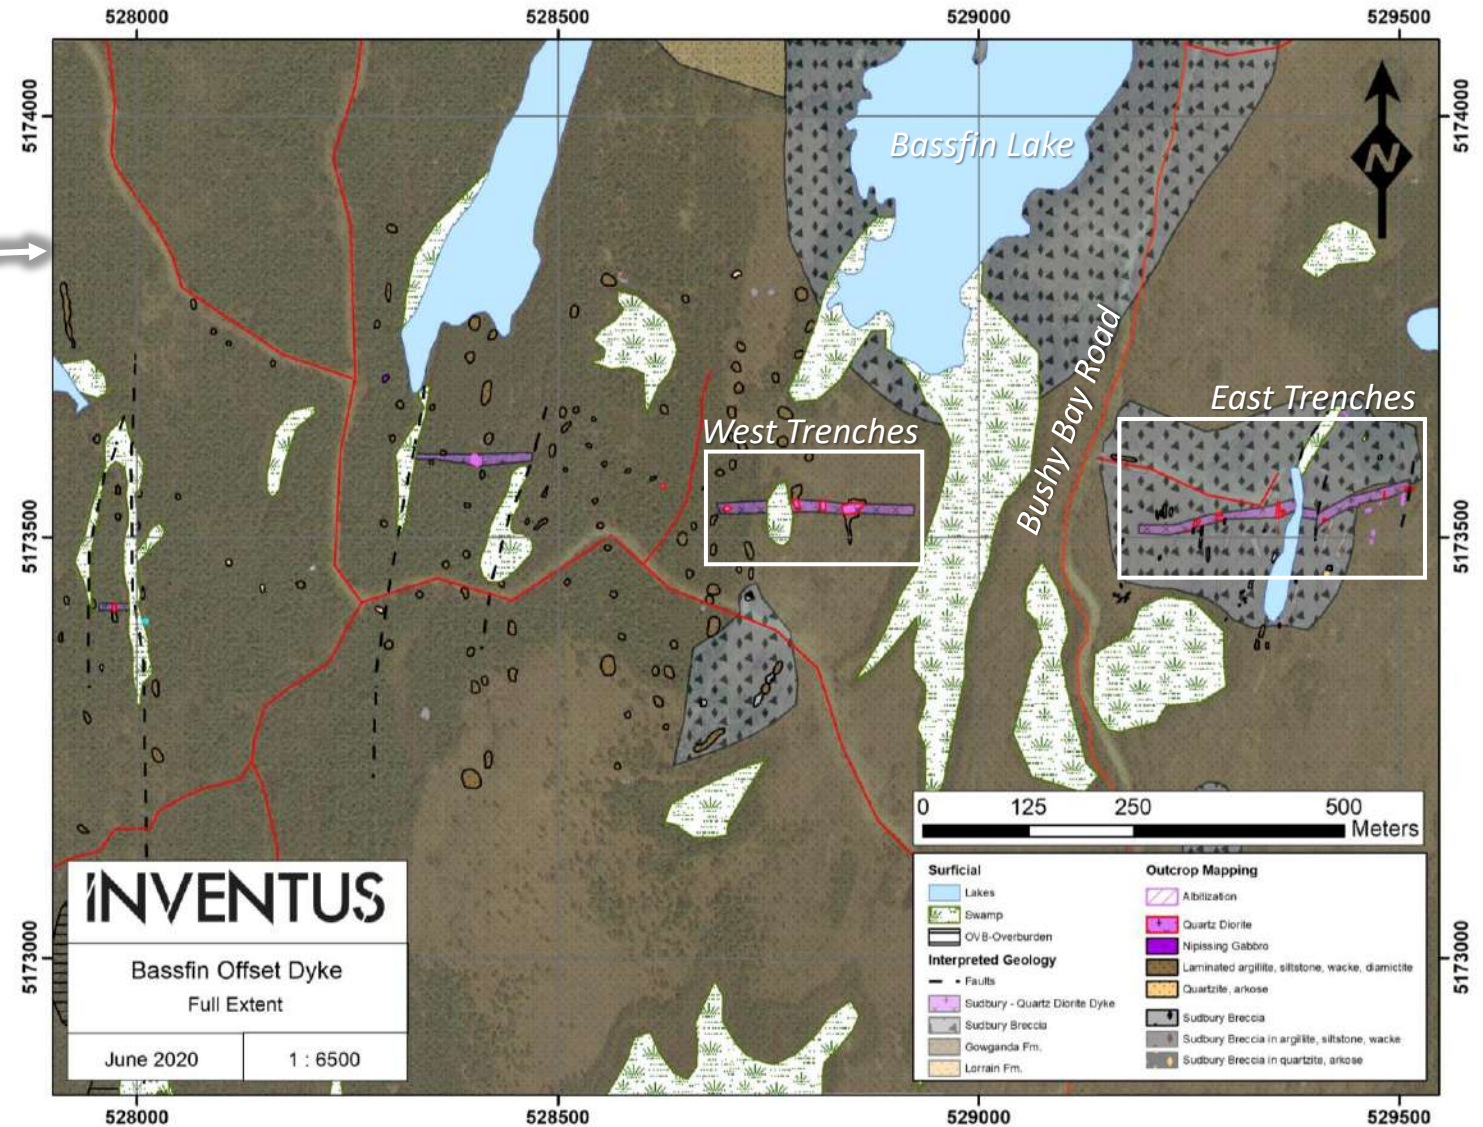 528000
528500
529000
529500
5174000
5174000
Bassfin Lake
N
Bushy Bay Road
East Trenches
West Trenches
5173500
5173500
0
125
250
500
Meters
INVENTUS
Bassfin Offset Dyke
Full Extent
June 2020
1 : 6500
Surficial
Lakes
Swamp
OVB-Overburden
Interpreted Geology
Faults
Sudbury - Quartz Diorite Dyke
Sudbury Breccia
Gowganda Fm.
Lorrain Fm.
Outcrop Mapping
Albilization
Quartz Diorite
Nipissing Gabbro
Laminated argillite, siltstone, wacke, diamictite
Quartzite, arkose
Sudbury Breccia
Sudbury Breccia in argillite, siltstone, wacke
Sudbury Breccia in quartzite, arkose
5173000
5173000
528000
528500
529000
529500